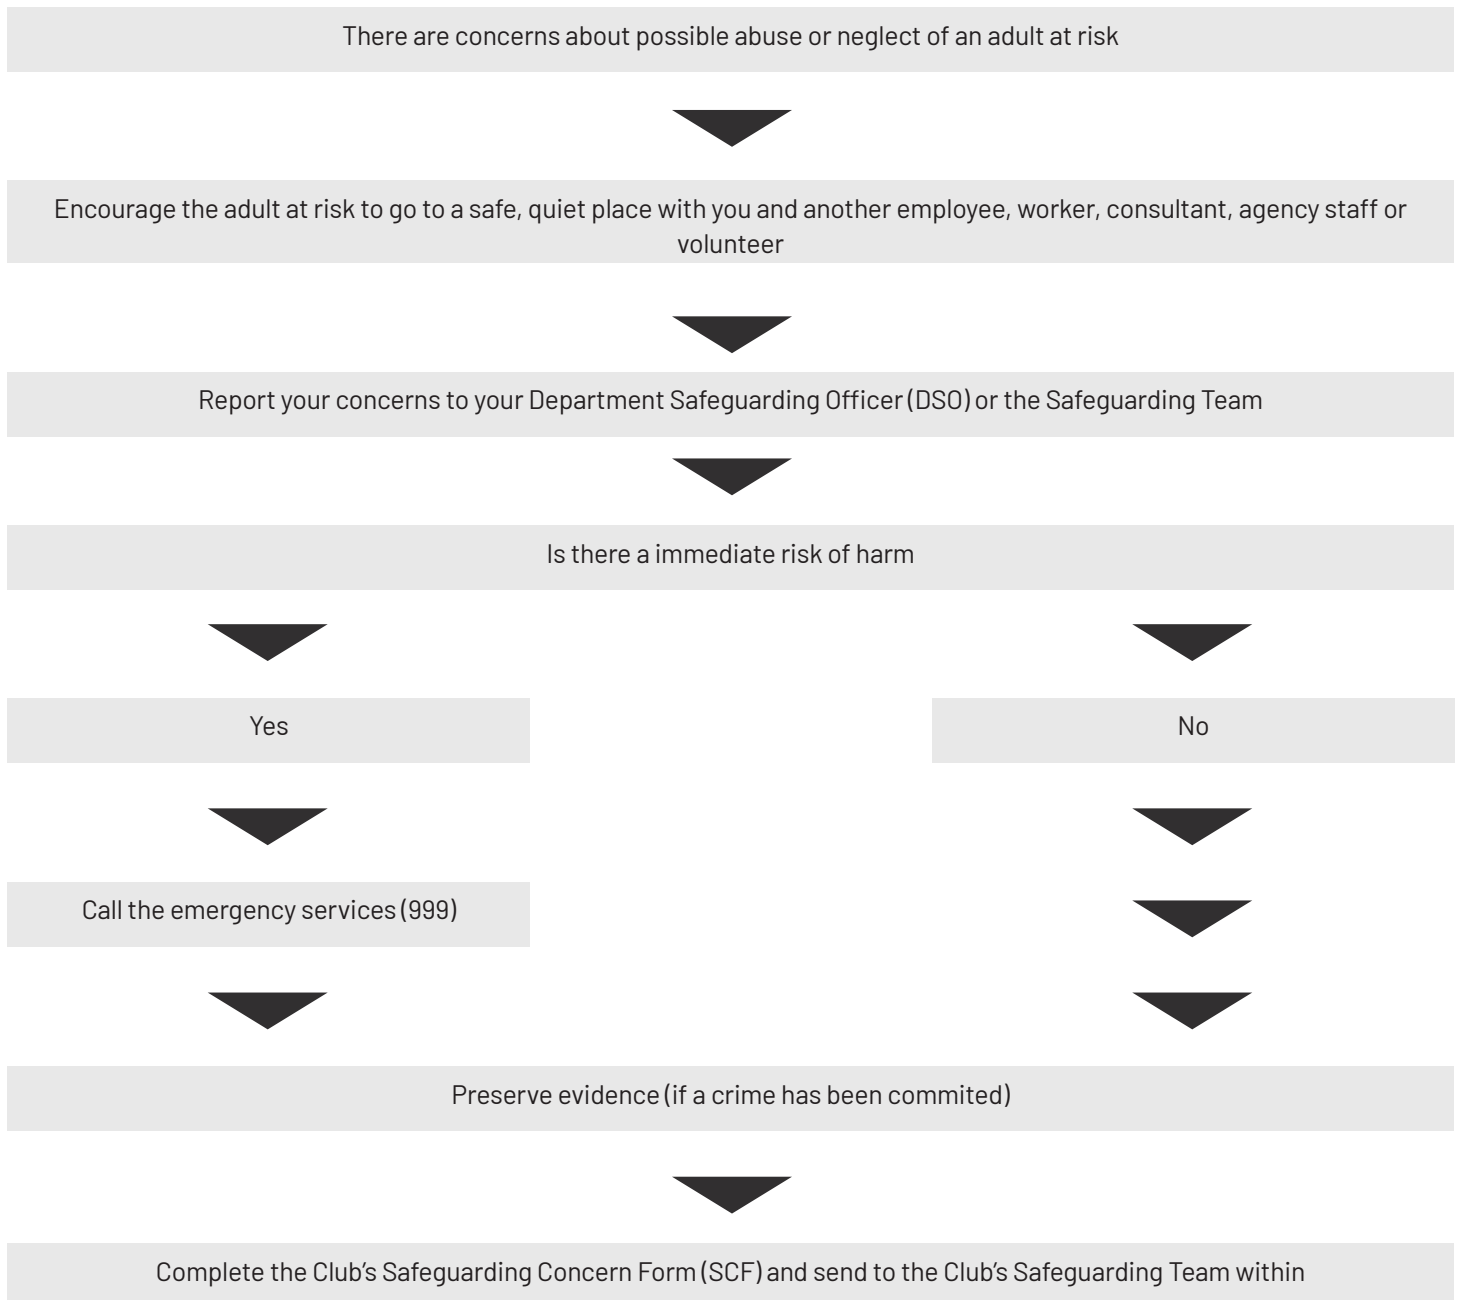 There are concerns about possible abuse or neglect of an adult at risk
Encourage the adult at risk to go to a safe, quiet place with you and another employee, worker, consultant, agency staff or
volunteer
Report your concerns to your Department Safeguarding Officer (DSO) or the Safeguarding Team
Is there a immediate risk of harm
Yes
No
Call the emergency services (999)
Preserve evidence (if a crime has been commited)
Complete the Club's Safeguarding Concern Form (SCF) and send to the Club's Safeguarding Team within